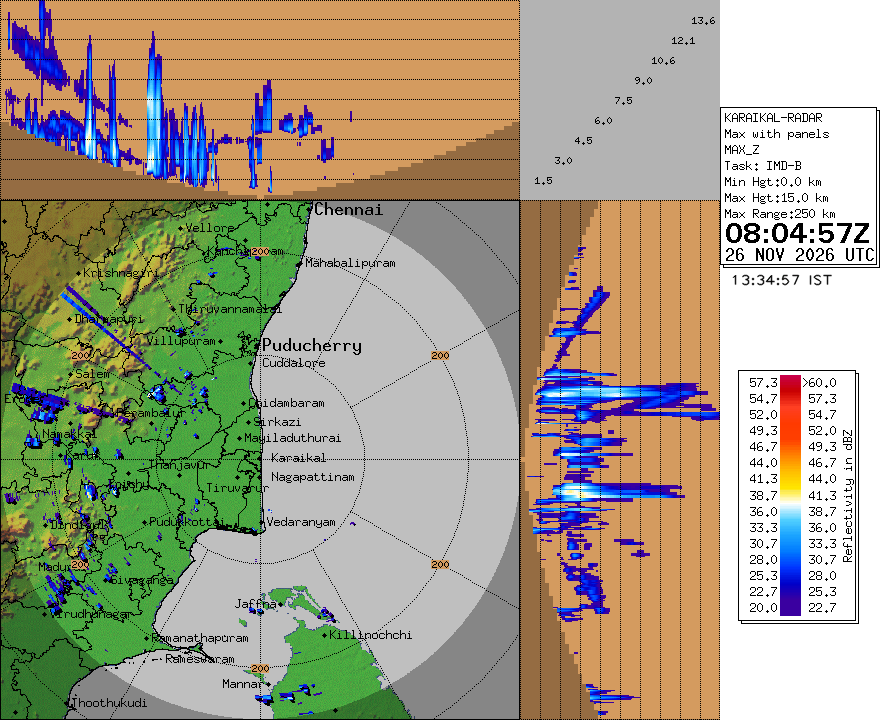 13.6
12.1
10.6
9.0
7.5
6.0
4.5
3.0
1.5
KARAIKAL-RADAR
Max with panels
MAX_Z
Task: IMD-B
Min Hgt:0.0 km
Max Hgt:15.0 km
Max Range:250 km
08:04:57Z
26 NOV 2026 UTC
13:34:57 IST
Chennai
Vellore
200
Mahabalipuram
Krishnagiri
Thiruvannamalai
Dharmapuri
Villupuram
Puducherry
200
200
Cuddalore
Salem
Chidambaram
Perambalur
Sirkazi
Namakkal
Mayiladuthurai
Karaikal
Thanjavur
Nagapattinam
Tiruvarur
Pudukkottai
Vedaranyam
200
200
Sivaganga
Jaffna
Virudhunagar
Killinochchi
Ramanathapuram
Rameswaram
200
Mannar
Thoothukudi
57.3 >60.0
54.7 57.3
52.0 54.7
49.3 52.0
46.7 49.3
44.0 46.7
41.3 44.0
38.7 41.3
36.0 38.7
33.3 36.0
30.7 33.3
28.0 30.7
25.3 28.0
22.7 25.3
20.0 22.7
Reflectivity in dBZ